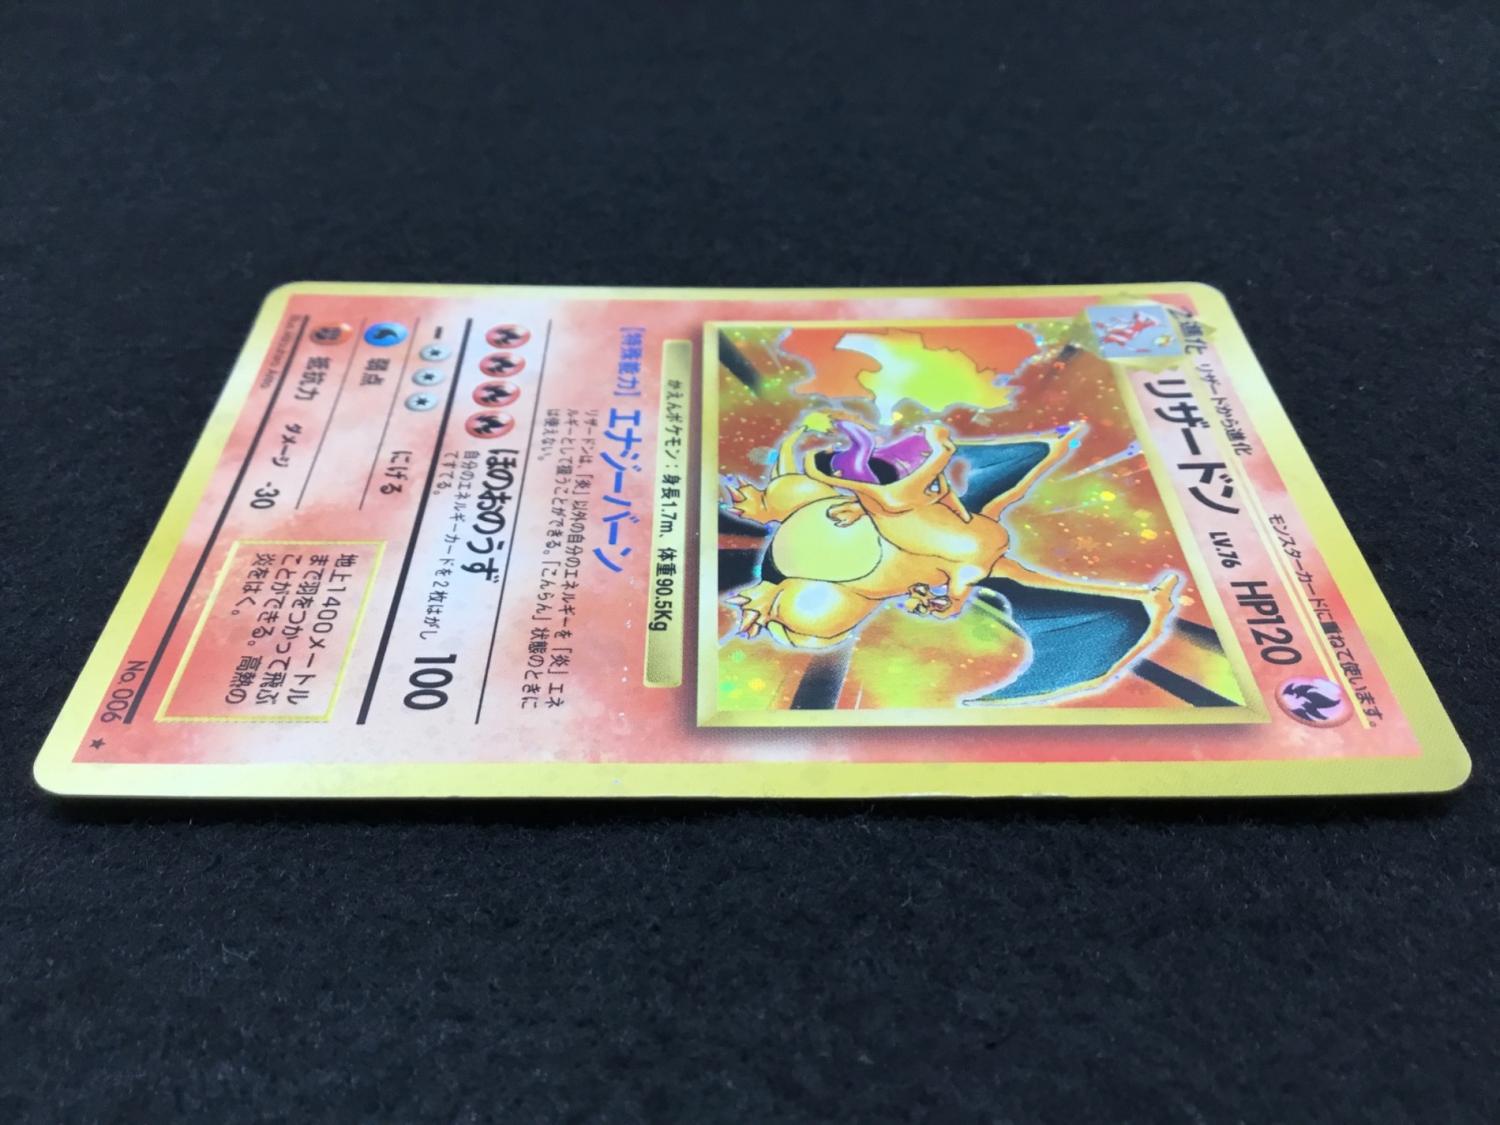 2進化 リザードから進化 モンスターカードに重ねて使います。
リザードン LV.76 HP120
かえんポケモン:身長1.7m、体重90.5Kg
【特殊能力】 エナジーバーン
リザードンは、「炎」以外の自分のエネルギーを「炎」エネ
ルギーとして扱うことができる。「こんらん」状態のときに
は使えない。
ほのおのうず 100
自分のエネルギーカードを2枚はがし
てすてる。
ー にげる
弱点
抵抗力 ダメージ -30
地上1400メートル
まで羽をつかって飛ぶ
ことができる。高熱の
炎をはく。
No.006 ★